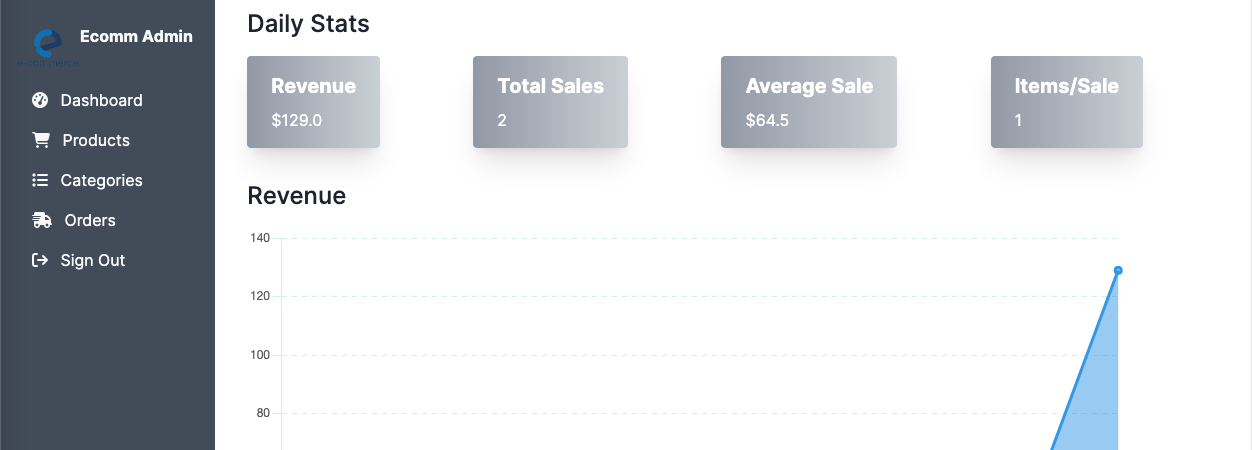 Ecomm Admin
e-commerce
Dashboard
Products
Categories
Orders
Sign Out
Daily Stats
Revenue
$129.0
Total Sales
2
Average Sale
$64.5
Items/Sale
1
Revenue
140
120
100
80